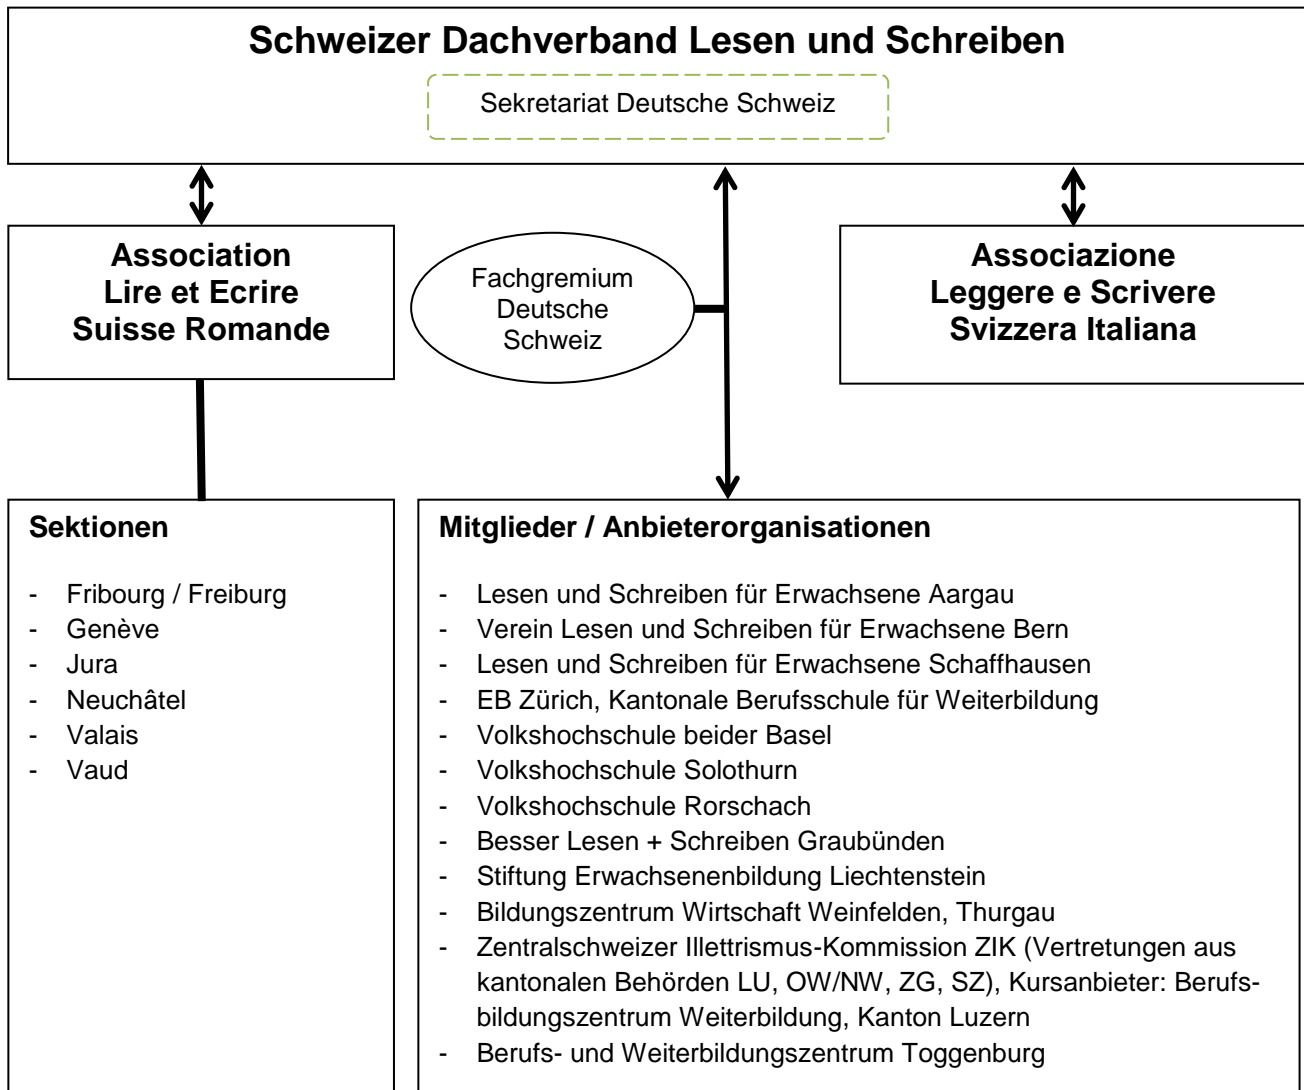 Schweizer Dachverband Lesen und Schreiben
Sekretariat Deutsche Schweiz
Association
Lire et Ecrire
Suisse Romande
Fachgremium
Deutsche
Schweiz
Associazione
Leggere e Scrivere
Svizzera Italiana
Sektionen
- Fribourg / Freiburg
- Genève
- Jura
- Neuchâtel
- Valais
- Vaud
Mitglieder / Anbieterorganisationen
- Lesen und Schreiben für Erwachsene Aargau
- Verein Lesen und Schreiben für Erwachsene Bern
- Lesen und Schreiben für Erwachsene Schaffhausen
- EB Zürich, Kantonale Berufsschule für Weiterbildung
- Volkshochschule beider Basel
- Volkshochschule Solothurn
- Volkshochschule Rorschach
- Besser Lesen + Schreiben Graubünden
- Stiftung Erwachsenenbildung Liechtenstein
- Bildungszentrum Wirtschaft Weinfelden, Thurgau
- Zentralschweizer Illettrismus-Kommission ZIK (Vertretungen aus
kantonalen Behörden LU, OW/NW, ZG, SZ), Kursanbieter: Berufs-
bildungszentrum Weiterbildung, Kanton Luzern
- Berufs- und Weiterbildungszentrum Toggenburg